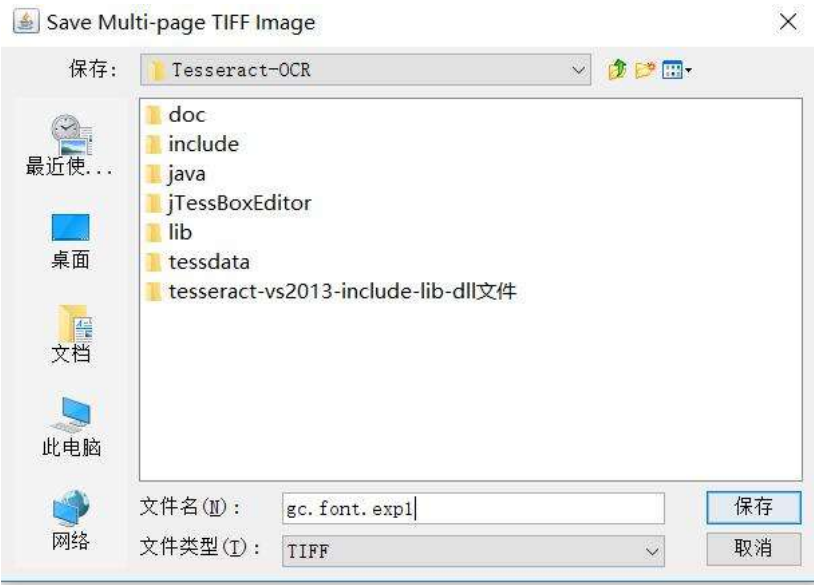 Save Multi-page TIFF Image
保存: Tesseract-OCR
最近使...
桌面
文档
此电脑
网络
doc
include
java
jTessBoxEditor
lib
tessdata
tesseract-vs2013-include-lib-dll文件
文件名(N): gc.font.exp1 保存
文件类型(T): TIFF 取消